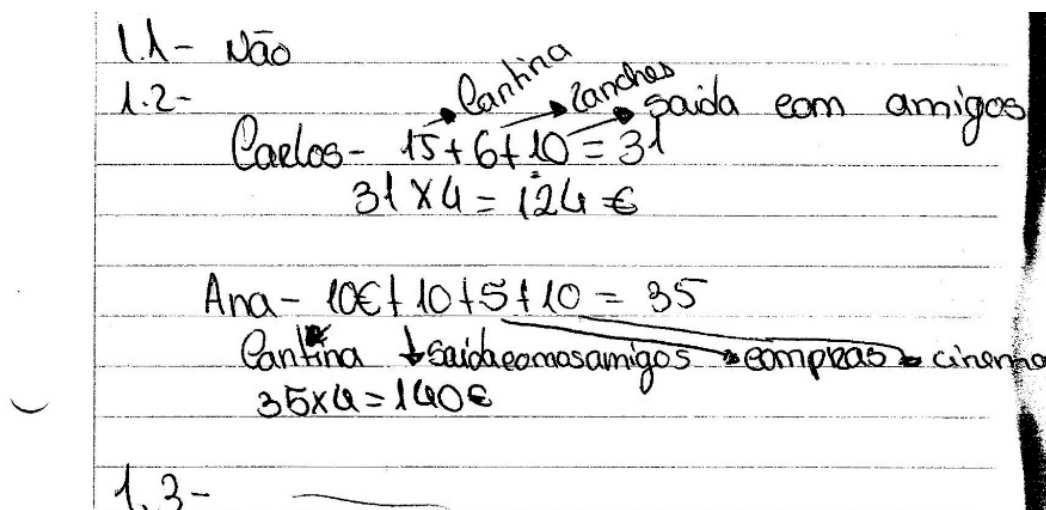 1.1- Não
1.2-
Cantina lanches saida com amigos
Carlos- 15+6+10=31
31x4=124€
Ana- 10€+10+5+10=35
Cantina saida com os amigos compras cinema
35x4=140€
1.3-